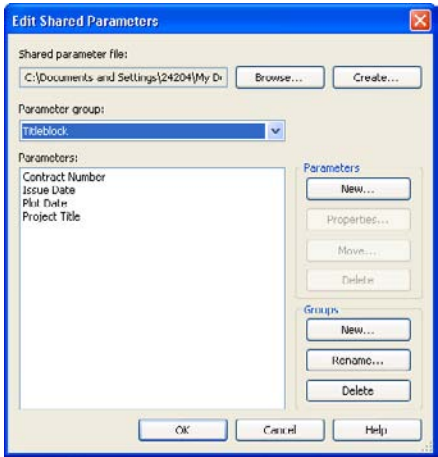 Edit Shared Parameters
Shared parameter file:
C:\Documents and Settings\24204\My D
Browse...
Create...
Parameter group:
Titleblock
Parameters:
Contract Number
Issue Date
Plot Date
Project Title
Parameters
New...
Properties...
Move...
Delete
Groups
New...
Rename...
Delete
OK
Cancel
Help